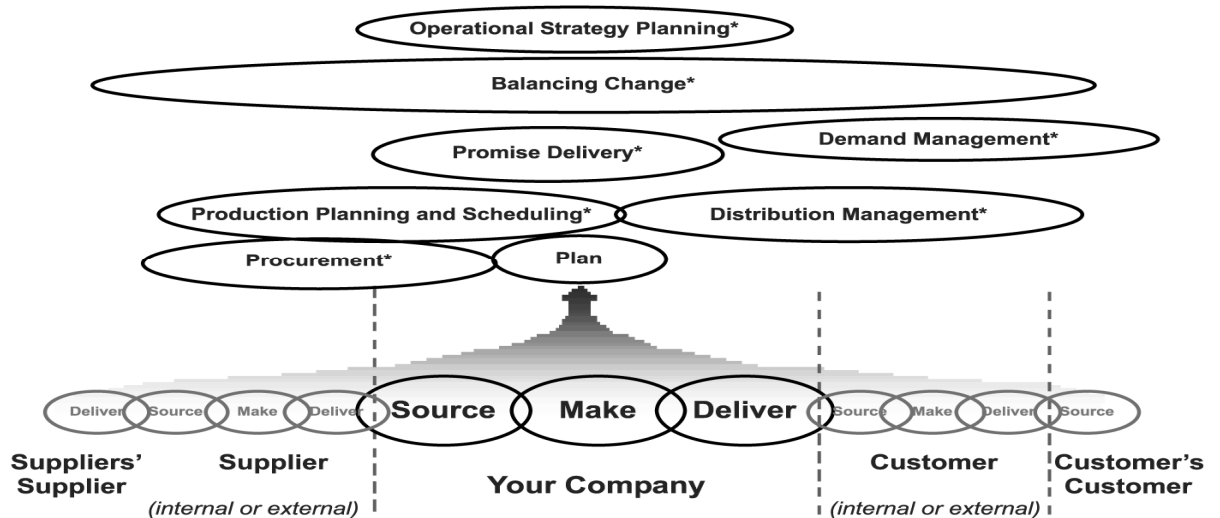 Operational Strategy Planning*
Balancing Change*
Demand Management*
Promise Delivery*
Production Planning and Scheduling*
Distribution Management*
Procurement*
Plan
Deliver
Source
Make
Deliver
Source
Make
Deliver
Source
Make
Deliver
Source
Suppliers'
Supplier
Supplier
(internal or external)
Your Company
Customer
(internal or external)
Customer's
Customer